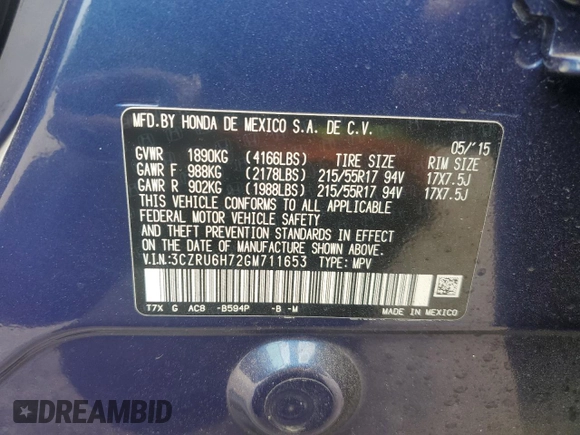 MFD.BY HONDA DE MEXICO S.A. DE C.V.
05/'15
GVWR 1890KG (4166LBS) TIRE SIZE RIM SIZE
GAWR F 988KG (2178LBS) 215/55R17 94V 17X7.5J
GAWR R 902KG (1988LBS) 215/55R17 94V 17X7.5J
THIS VEHICLE CONFORMS TO ALL APPLICABLE
FEDERAL MOTOR VEHICLE SAFETY
AND THEFT PREVENTION STANDARDS IN EFFECT
ON THE DATE OF MANUFACTURE SHOWN ABOVE.
V.I.N.:3CZRU6H72GM711653 TYPE: MPV
T7X G AC8 -B594P -B -M MADE IN MEXICO
DREAMBID